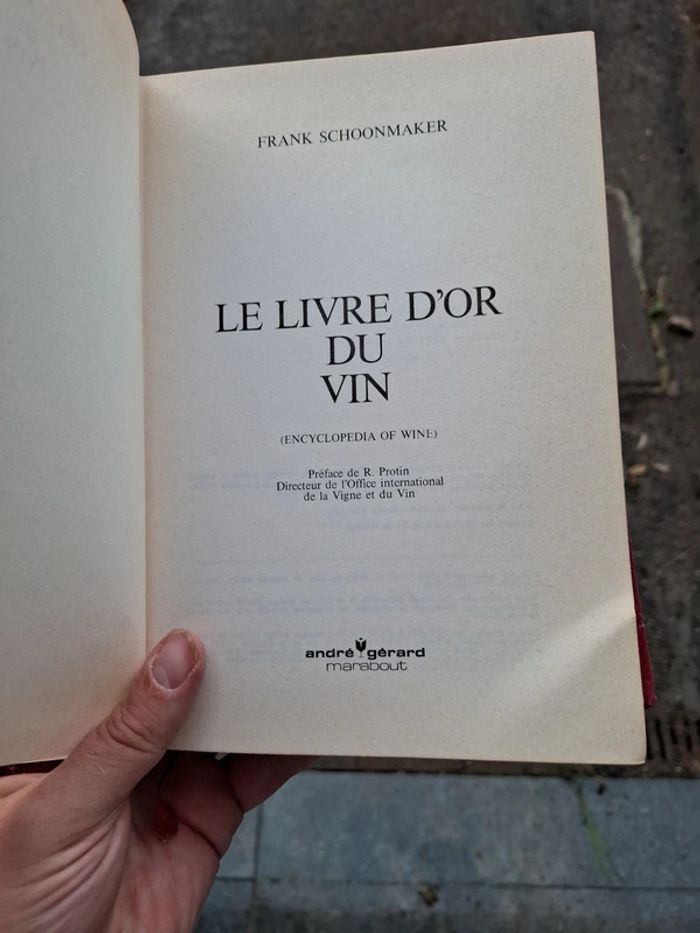 FRANK SCHOONMAKER
LE LIVRE D'OR
DU
VIN
(ENCYCLOPEDIA OF WINE)
Préface de R. Protin
Directeur de l'Office international
de la Vigne et du Vin
andré gérard
marabout